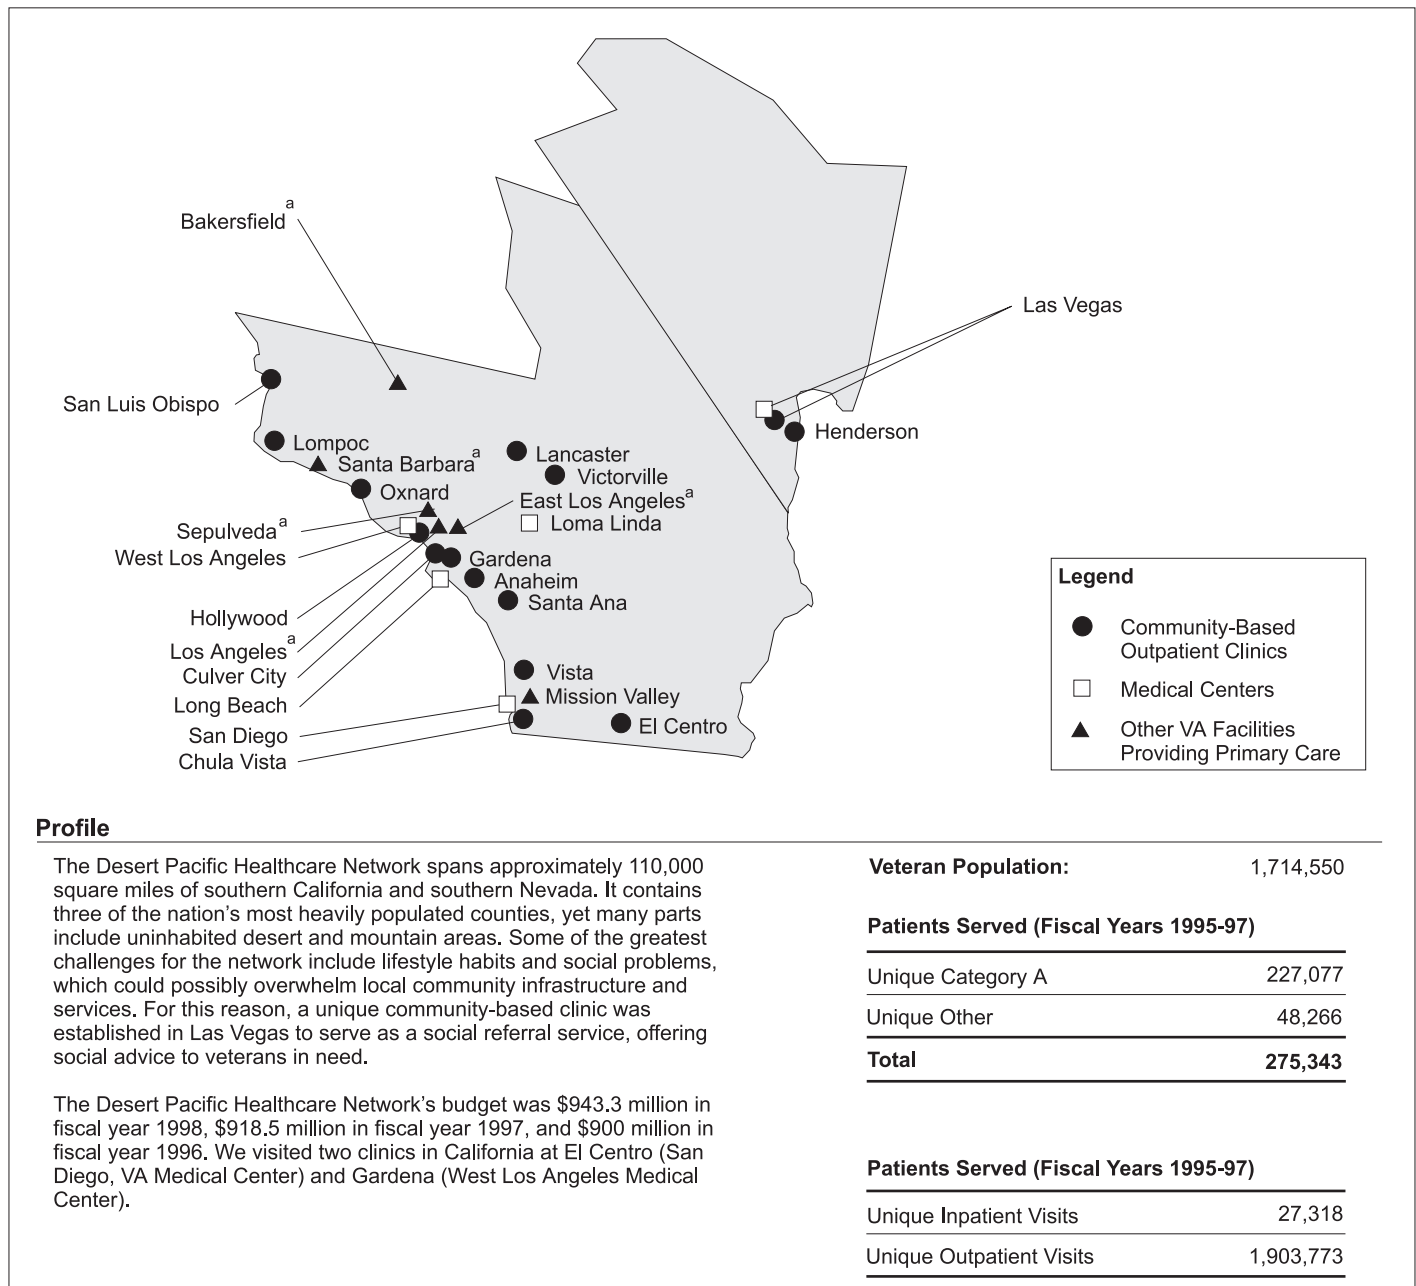 Bakersfield a
Las Vegas
San Luis Obispo
Henderson
Lompoc
Lancaster
Santa Barbara a
Victorville
Oxnard
East Los Angeles a
Sepulveda a
Loma Linda
West Los Angeles
Gardena
Anaheim
Santa Ana
Hollywood
Los Angeles a
Culver City
Vista
Mission Valley
Long Beach
San Diego
El Centro
Chula Vista
Legend
Community-Based
Outpatient Clinics
Medical Centers
Other VA Facilities
Providing Primary Care
Profile
The Desert Pacific Healthcare Network spans approximately 110,000
square miles of southern California and southern Nevada. It contains
three of the nation's most heavily populated counties, yet many parts
include uninhabited desert and mountain areas. Some of the greatest
challenges for the network include lifestyle habits and social problems,
which could possibly overwhelm local community infrastructure and
services. For this reason, a unique community-based clinic was
established in Las Vegas to serve as a social referral service, offering
social advice to veterans in need.
The Desert Pacific Healthcare Network's budget was $943.3 million in
fiscal year 1998, $918.5 million in fiscal year 1997, and $900 million in
fiscal year 1996. We visited two clinics in California at El Centro (San
Diego, VA Medical Center) and Gardena (West Los Angeles Medical
Center).
Veteran Population: 1,714,550
Patients Served (Fiscal Years 1995-97)
Unique Category A 227,077
Unique Other 48,266
Total 275,343
Patients Served (Fiscal Years 1995-97)
Unique Inpatient Visits 27,318
Unique Outpatient Visits 1,903,773